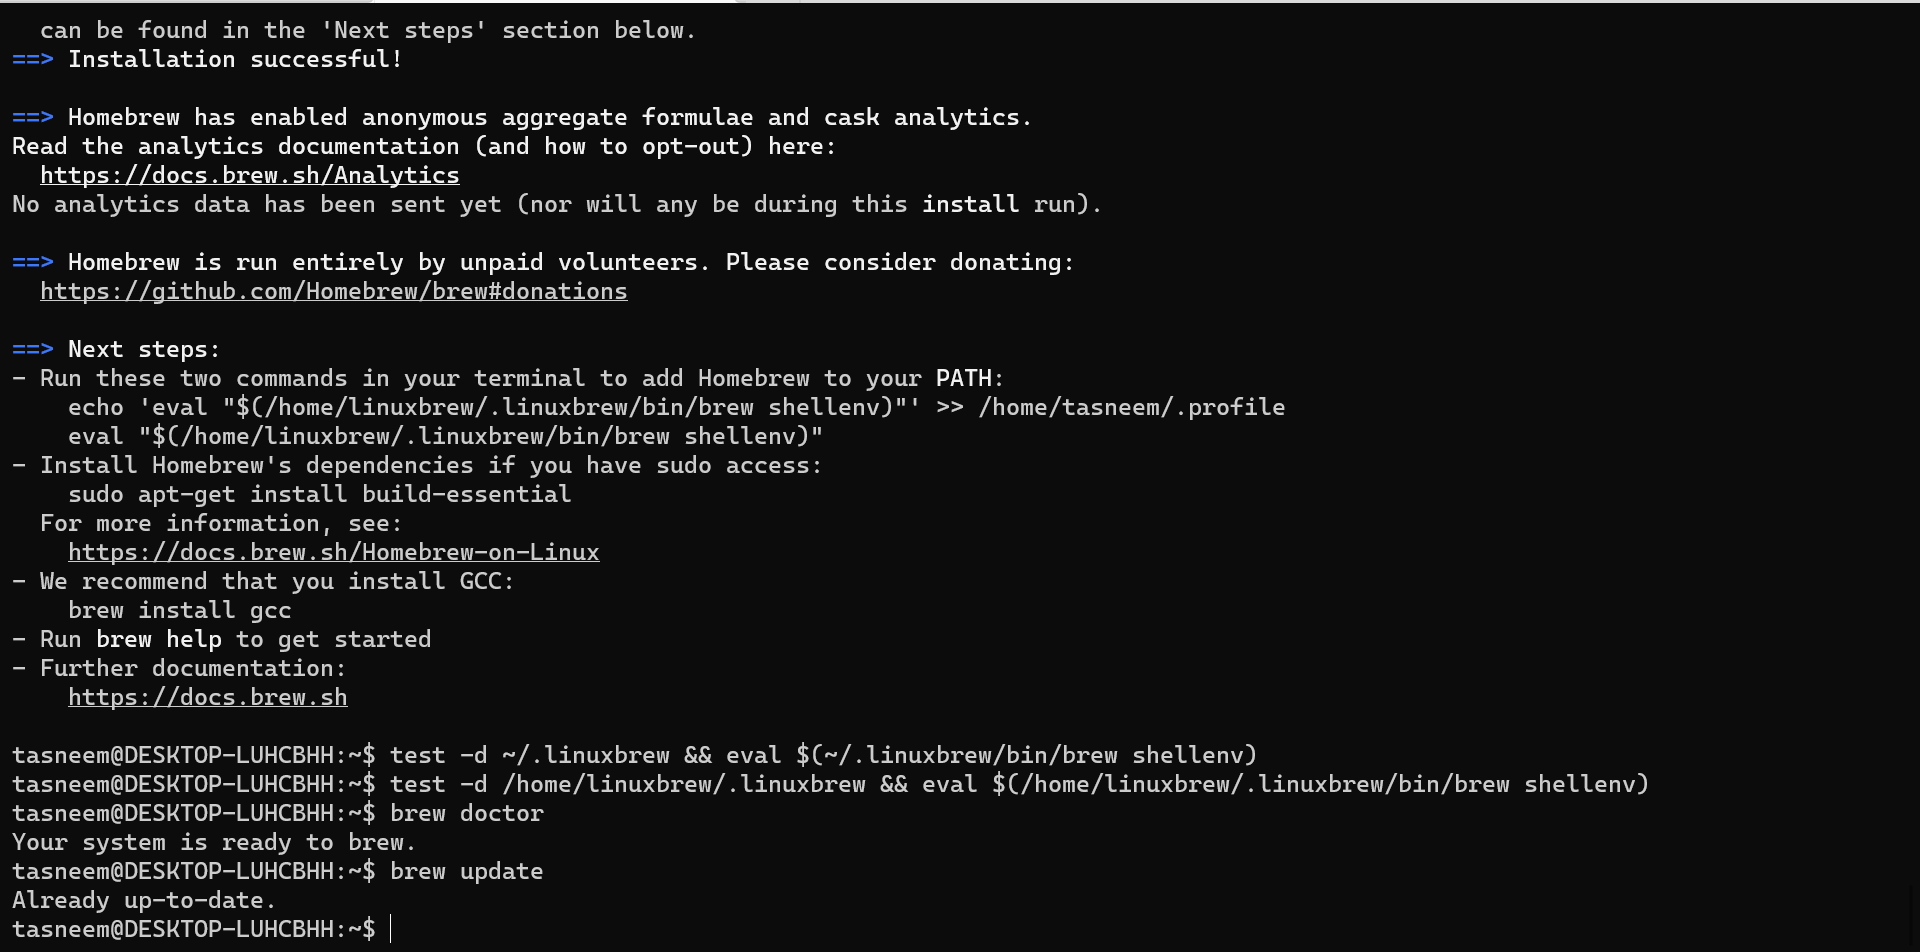 can be found in the 'Next steps' section below.
==> Installation successful!
==> Homebrew has enabled anonymous aggregate formulae and cask analytics.
Read the analytics documentation (and how to opt-out) here:
https://docs.brew.sh/Analytics
No analytics data has been sent yet (nor will any be during this install run).
==> Homebrew is run entirely by unpaid volunteers. Please consider donating:
https://github.com/Homebrew/brew#donations
==> Next steps:
- Run these two commands in your terminal to add Homebrew to your PATH:
echo 'eval "$(/home/linuxbrew/.linuxbrew/bin/brew shellenv)"' >> /home/tasneem/.profile
eval "$(/home/linuxbrew/.linuxbrew/bin/brew shellenv)"
- Install Homebrew's dependencies if you have sudo access:
sudo apt-get install build-essential
For more information, see:
https://docs.brew.sh/Homebrew-on-Linux
- We recommend that you install GCC:
brew install gcc
- Run brew help to get started
- Further documentation:
https://docs.brew.sh
tasneem@DESKTOP-LUHCBHH:~$ test -d ~/.linuxbrew && eval $(~/.linuxbrew/bin/brew shellenv)
tasneem@DESKTOP-LUHCBHH:~$ test -d /home/linuxbrew/.linuxbrew && eval $(/home/linuxbrew/.linuxbrew/bin/brew shellenv)
tasneem@DESKTOP-LUHCBHH:~$ brew doctor
Your system is ready to brew.
tasneem@DESKTOP-LUHCBHH:~$ brew update
Already up-to-date.
tasneem@DESKTOP-LUHCBHH:~$